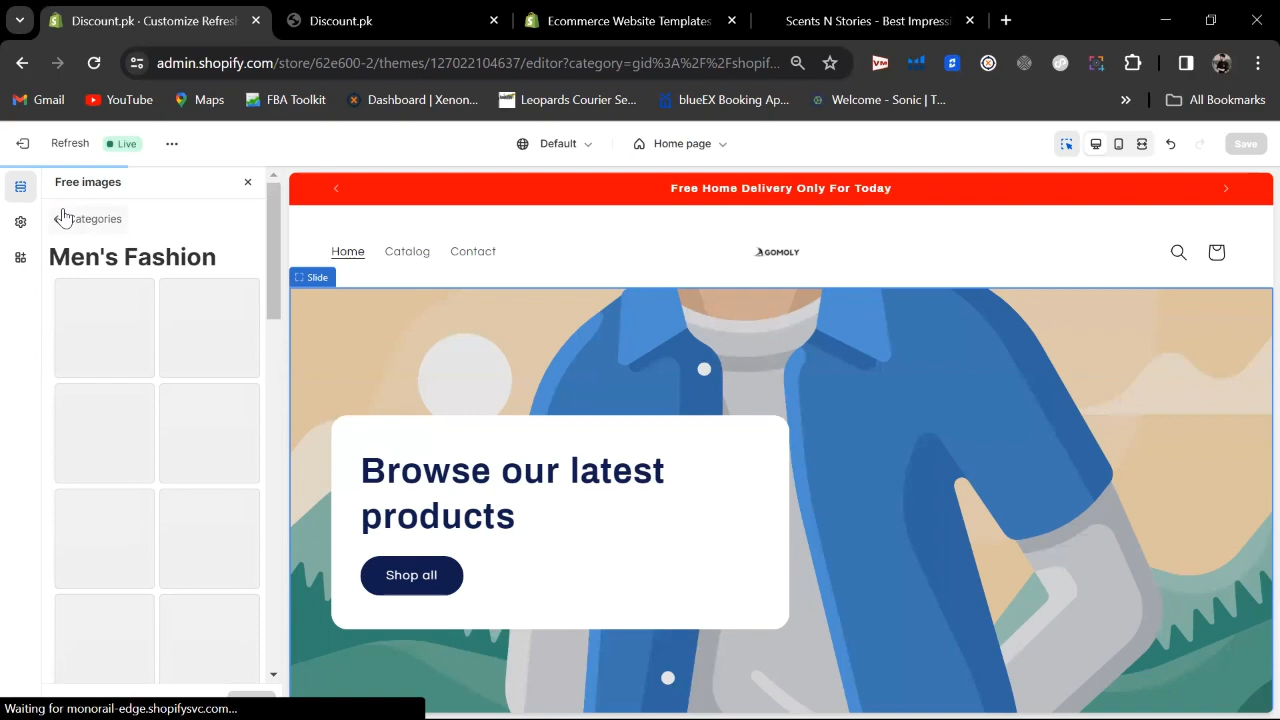 Discount.pk · Customize Refresh
Discount.pk
Ecommerce Website Templates
Scents N Stories - Best Impressi
admin.shopify.com/store/62e600-2/themes/127022104637/editor?category=gid%3A%2F%2Fshopif...
Gmail
YouTube
Maps
FBA Toolkit
Dashboard | Xenon...
Leopards Courier Se...
blueEX Booking Ap...
Welcome - Sonic | T...
All Bookmarks
Refresh
Live
Default
Home page
Save
Free images
Categories
Men's Fashion
Free Home Delivery Only For Today
Home
Catalog
Contact
GOMOLY
Slide
Browse our latest
products
Shop all
Waiting for monorail-edge.shopifysvc.com...